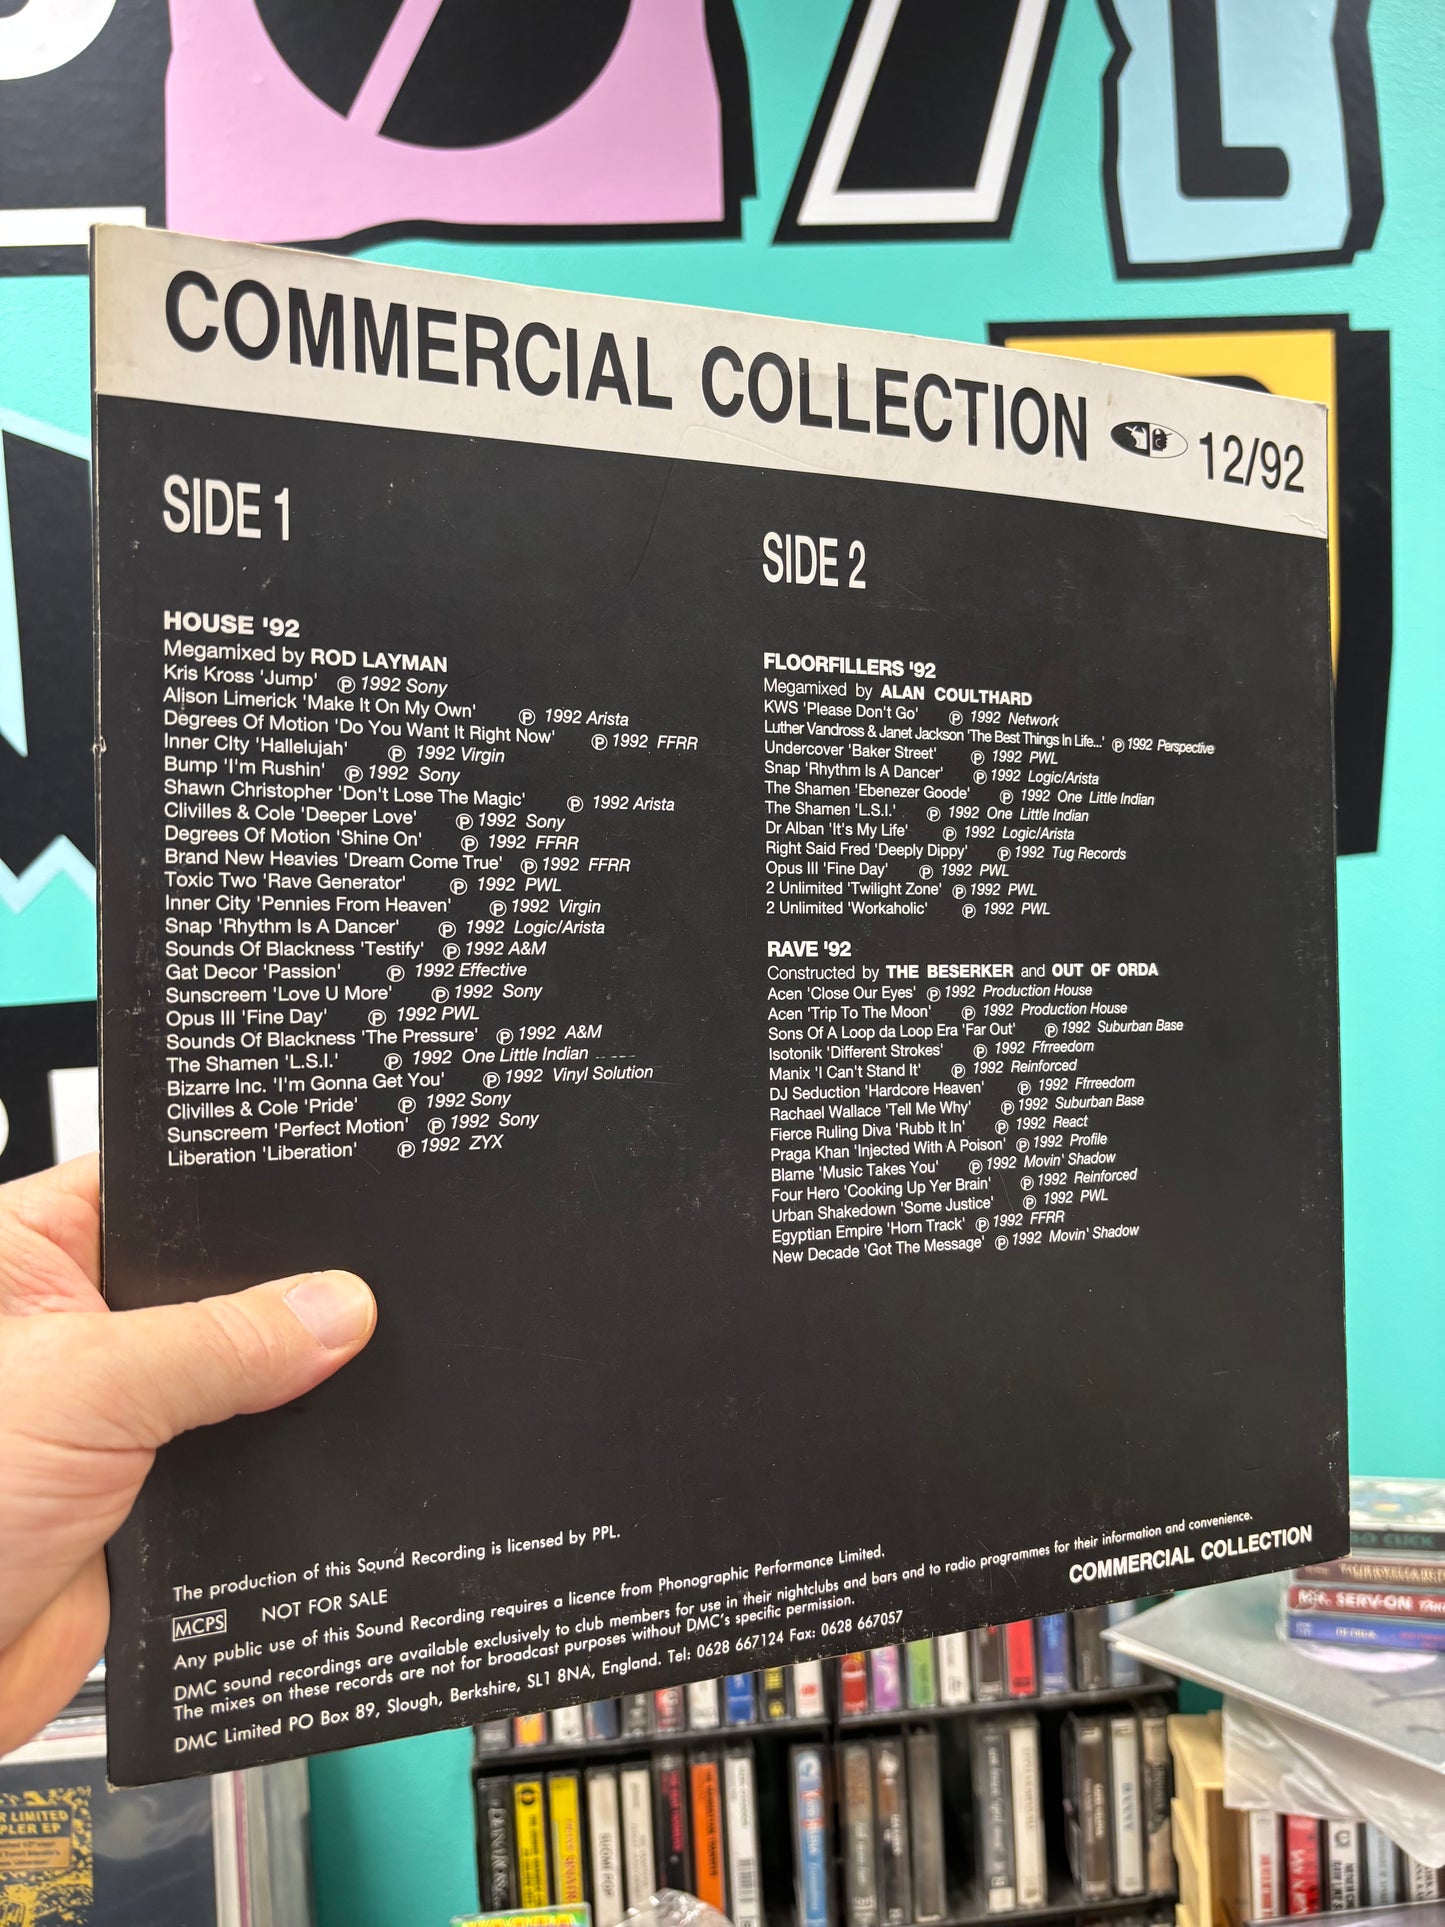 COMMERCIAL COLLECTION 12/92
SIDE 1
HOUSE '92
Megamixed by ROD LAYMAN
Kris Kross 'Jump' ℗ 1992 Sony
Alison Limerick 'Make It On My Own' ℗ 1992 Arista
Degrees Of Motion 'Do You Want It Right Now' ℗ 1992 FFRR
Inner CIty 'Hallelujah' ℗ 1992 Virgin
Bump 'I'm Rushin' ℗ 1992 Sony
Shawn Christopher 'Don't Lose The Magic' ℗ 1992 Arista
Clivilles & Cole 'Deeper Love' ℗ 1992 Sony
Degrees Of Motion 'Shine On' ℗ 1992 FFRR
Brand New Heavies 'Dream Come True' ℗ 1992 FFRR
Toxic Two 'Rave Generator' ℗ 1992 PWL
Inner City 'Pennies From Heaven' ℗ 1992 Virgin
Snap 'Rhythm Is A Dancer' ℗ 1992 Logic/Arista
Sounds Of Blackness 'Testify' ℗ 1992 A&M
Gat Decor 'Passion' ℗ 1992 Effective
Sunscreem 'Love U More' ℗ 1992 Sony
Opus III 'Fine Day' ℗ 1992 PWL
Sounds Of Blackness 'The Pressure' ℗ 1992 A&M
The Shamen 'L.S.I.' ℗ 1992 One Little Indian
Bizarre Inc. 'I'm Gonna Get You' ℗ 1992 Vinyl Solution
Clivilles & Cole 'Pride' ℗ 1992 Sony
Sunscreem 'Perfect Motion' ℗ 1992 Sony
Liberation 'Liberation' ℗ 1992 ZYX
SIDE 2
FLOORFILLERS '92
Megamixed by ALAN COULTHARD
KWS 'Please Don't Go' ℗ 1992 Network
Luther Vandross & Janet Jackson 'The Best Things In Life...' ℗ 1992 Perspective
Undercover 'Baker Street' ℗ 1992 PWL
Snap 'Rhythm Is A Dancer' ℗ 1992 Logic/Arista
The Shamen 'Ebenezer Goode' ℗ 1992 One Little Indian
The Shamen 'L.S.I.' ℗ 1992 One Little Indian
Dr Alban 'It's My Life' ℗ 1992 Logic/Arista
Right Said Fred 'Deeply Dippy' ℗ 1992 Tug Records
Opus III 'Fine Day' ℗ 1992 PWL
2 Unlimited 'Twilight Zone' ℗ 1992 PWL
2 Unlimited 'Workaholic' ℗ 1992 PWL
RAVE '92
Constructed by THE BESERKER and OUT OF ORDA
Acen 'Close Our Eyes' ℗ 1992 Production House
Acen 'Trip To The Moon' ℗ 1992 Production House
Sons Of A Loop da Loop Era 'Far Out' ℗ 1992 Suburban Base
Isotonik 'Different Strokes' ℗ 1992 Ffrreedom
Manix 'I Can't Stand It' ℗ 1992 Reinforced
DJ Seduction 'Hardcore Heaven' ℗ 1992 Ffrreedom
Rachael Wallace 'Tell Me Why' ℗ 1992 Suburban Base
Fierce Ruling Diva 'Rubb It In' ℗ 1992 React
Praga Khan 'Injected With A Poison' ℗ 1992 Profile
Blame 'Music Takes You' ℗ 1992 Movin' Shadow
Four Hero 'Cooking Up Yer Brain' ℗ 1992 Reinforced
Urban Shakedown 'Some Justice' ℗ 1992 PWL
Egyptian Empire 'Horn Track' ℗ 1992 FFRR
New Decade 'Got The Message' ℗ 1992 Movin' Shadow
The production of this Sound Recording is licensed by PPL.
MCPS NOT FOR SALE
Any public use of this Sound Recording requires a licence from Phonographic Performance Limited.
DMC sound recordings are available exclusively to club members for use in their nightclubs and bars and to radio programmes for their information and convenience.
The mixes on these records are not for broadcast purposes without DMC's specific permission.
DMC Limited PO Box 89, Slough, Berkshire, SL1 8NA, England. Tel: 0628 667124 Fax: 0628 667057
COMMERCIAL COLLECTION